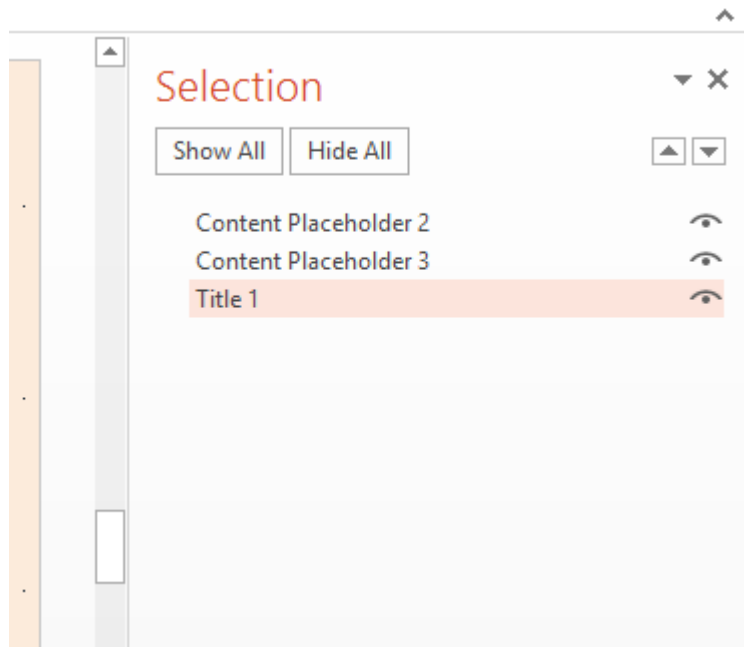 Selection
Show All Hide All
Content Placeholder 2
Content Placeholder 3
Title 1